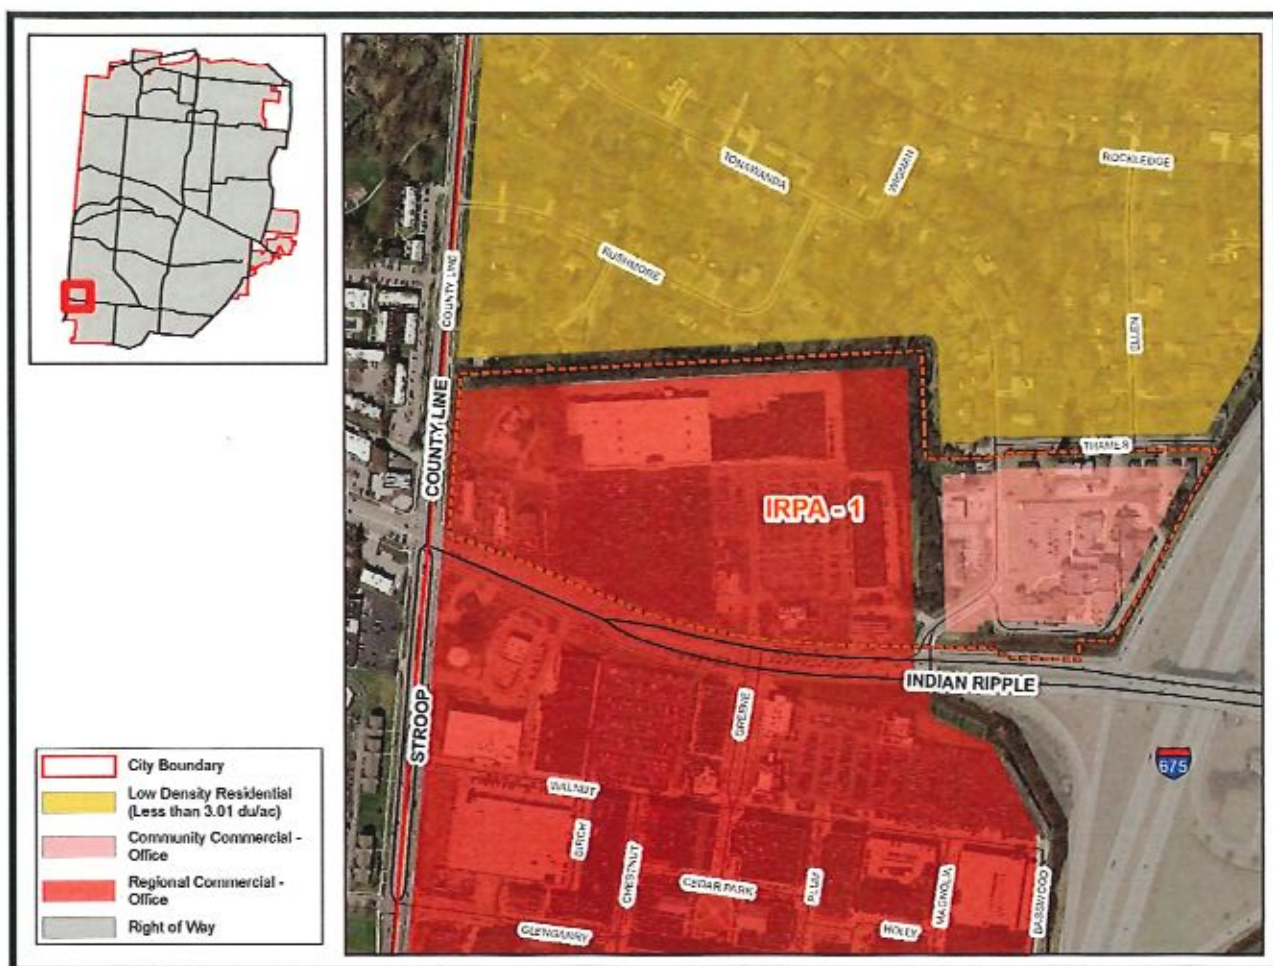 TONAWANDA
WIGMAN
ROCKLEDGE
RUSHMORE
COUNTY LINE
ELLEN
COUNTY LINE
THAMES
IRPA - 1
INDIAN RIPPLE
STROOP
GREENE
675
WALNUT
BIRCH
CHESTNUT
CEDAR PARK
PLUM
MAGNOLIA
BASSWOOD
GLENGARRY
HOLLY
City Boundary
Low Density Residential
(Less than 3.01 du/ac)
Community Commercial -
Office
Regional Commercial -
Office
Right of Way